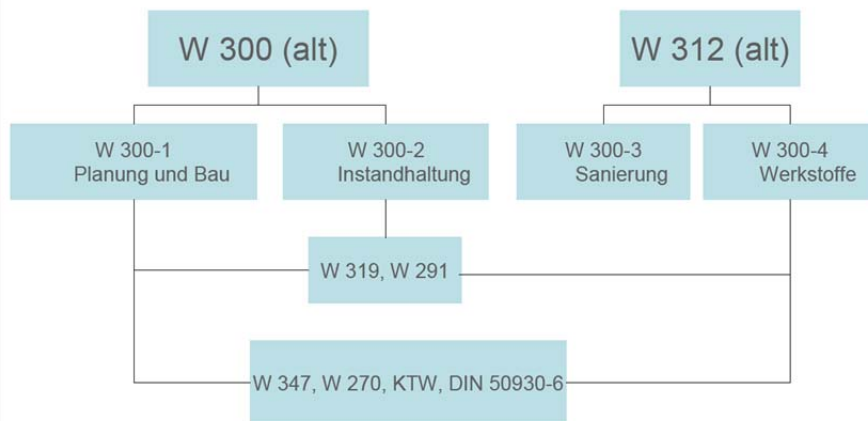 W 300 (alt)
W 312 (alt)
W 300-1
Planung und Bau
W 300-2
Instandhaltung
W 300-3
Sanierung
W 300-4
Werkstoffe
W 319, W 291
W 347, W 270, KTW, DIN 50930-6